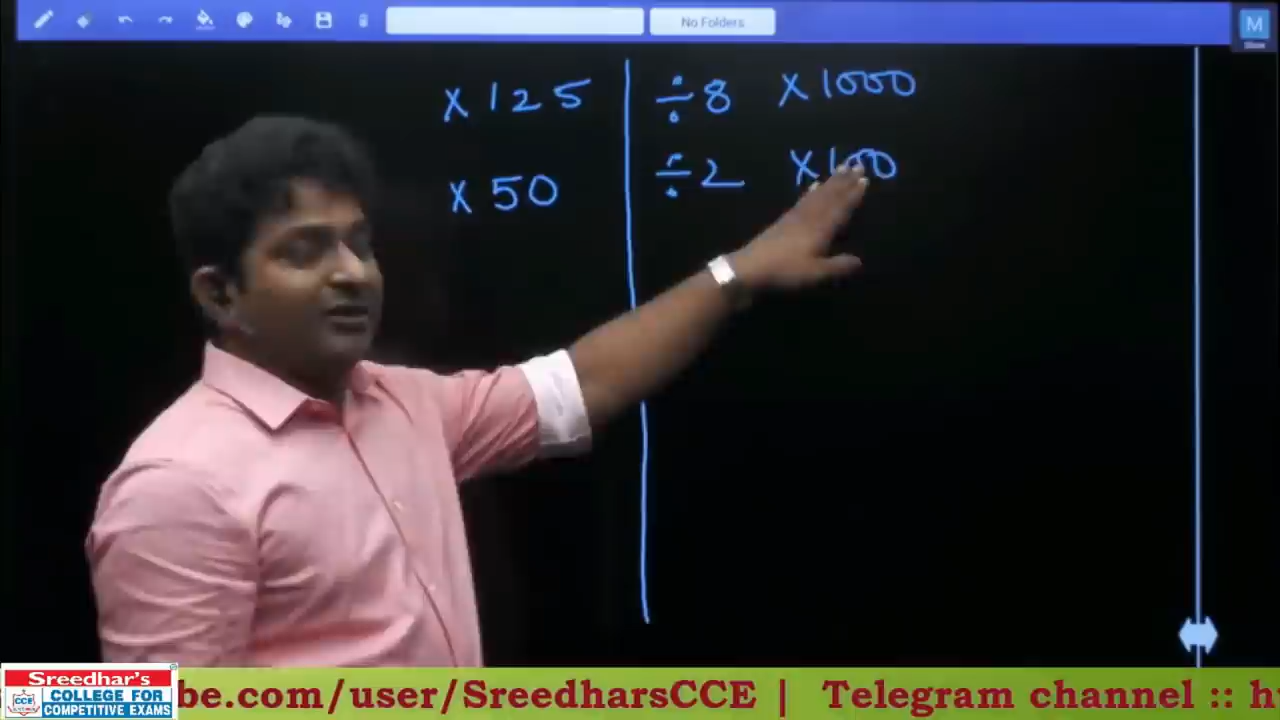 No Folders
M
× 125 ÷ 8 × 1000
× 50 ÷ 2 × 100
Sreedhar's
CCE
COLLEGE FOR
COMPETITIVE EXAMS
be.com/user/SreedharsCCE | Telegram channel :: h